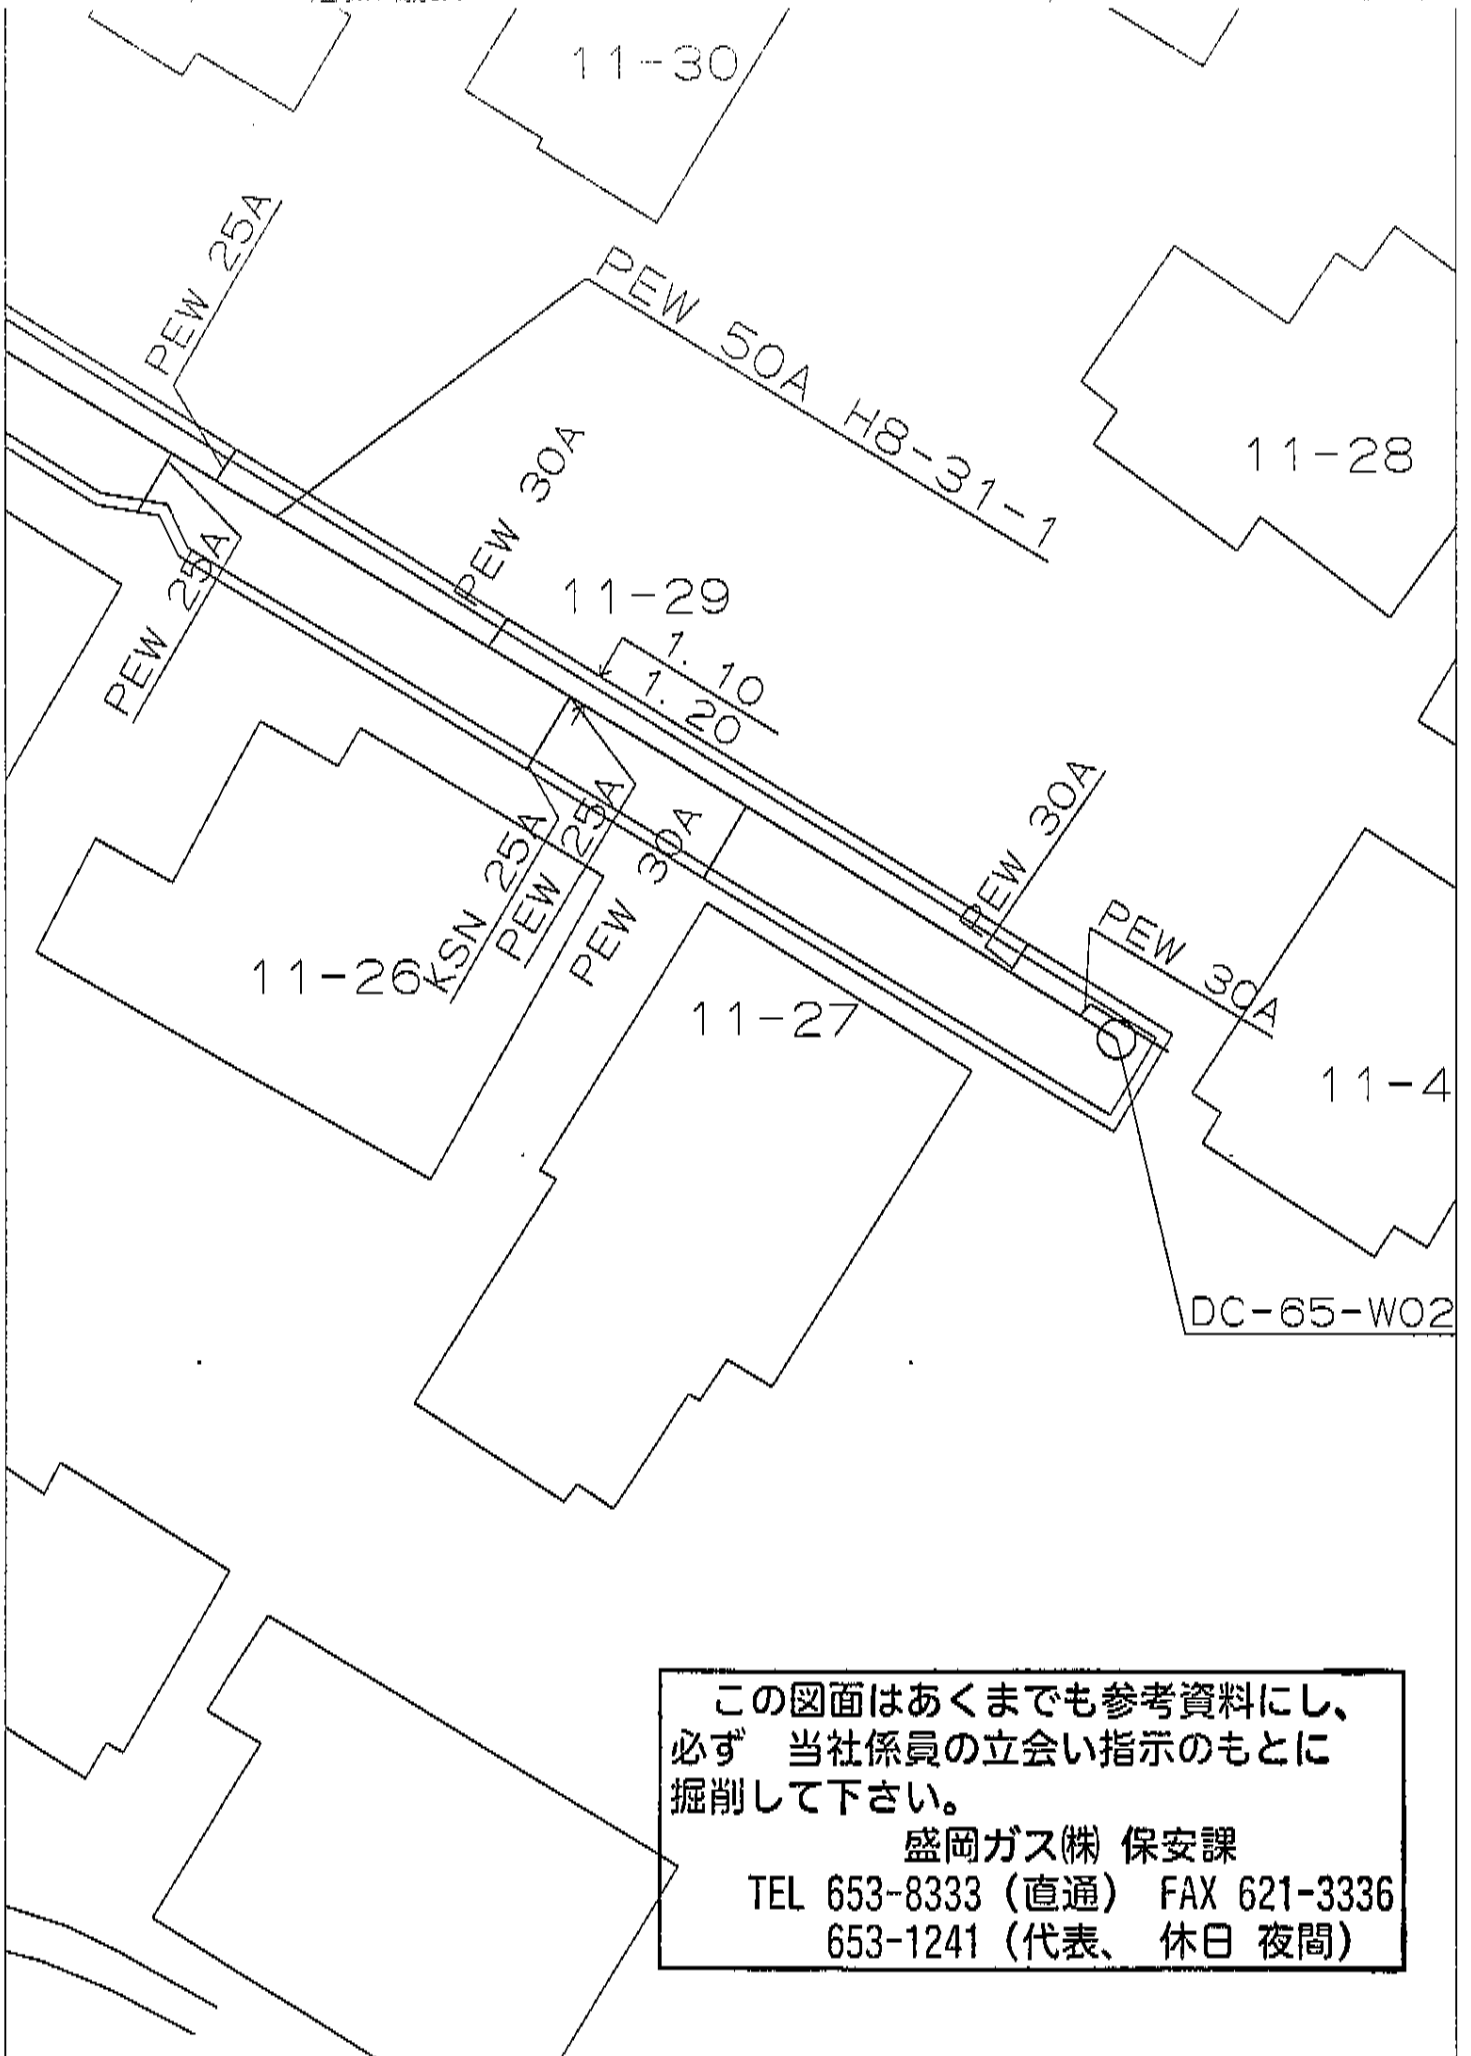 11-30
PEW 25A
PEW 50A H8-31-1
11-28
PEW 30A
PEW 25A
11-29
1.10
1.20
PEW 30A
KSN 25A
PEW 25A
PEW 30A
PEW 30A
11-26
11-27
11-4
DC-65-W02
この図面はあくまでも参考資料にし、
必ず 当社係員の立会い指示のもとに
掘削して下さい。
盛岡ガス㈱ 保安課
TEL 653-8333 (直通) FAX 621-3336
653-1241 (代表、 休日 夜間)